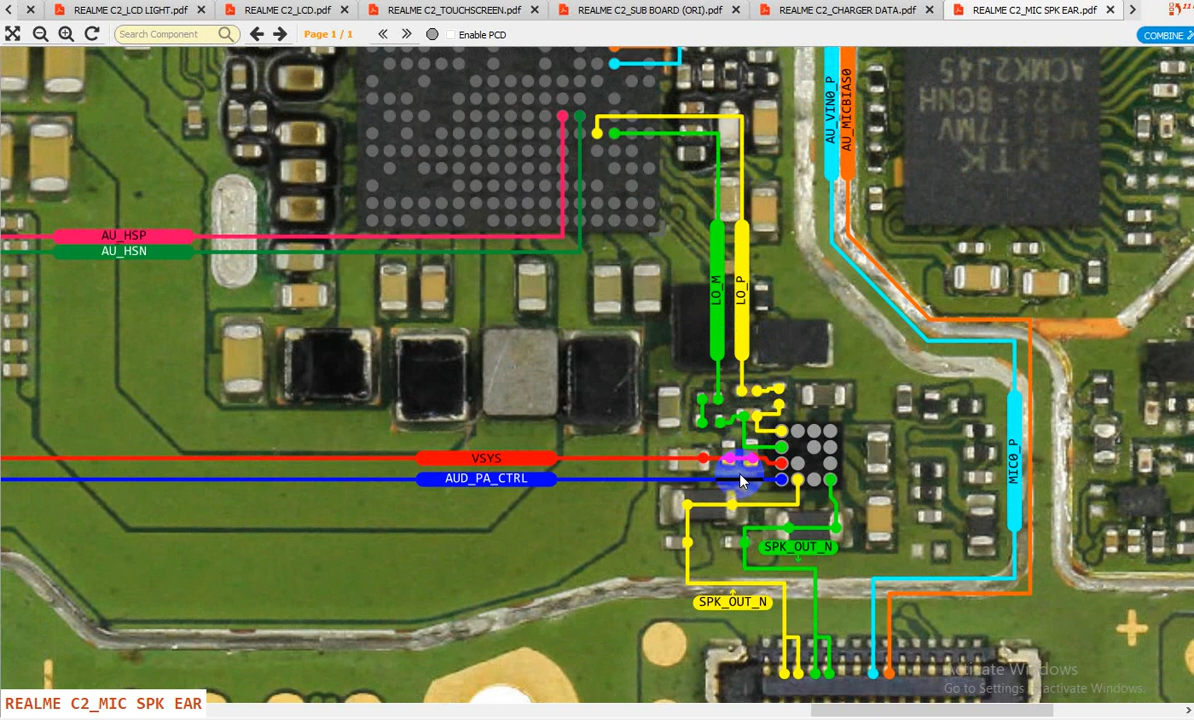 REALME C2_LCD LIGHT.pdf
REALME C2_LCD.pdf
REALME C2_TOUCHSCREEN.pdf
REALME C2_SUB BOARD (ORI).pdf
REALME C2_CHARGER DATA.pdf
REALME C2_MIC SPK EAR.pdf
Search Component
Page 1 / 1
Enable PCD
COMBINE
AU_VIN0_P
AU_MICBIAS0
ACMK2J45
BCNH
MTK
AU_HSP
AU_HSN
LO_M
LO_P
VSYS
AUD_PA_CTRL
MIC0_P
SPK_OUT_N
SPK_OUT_N
Activate Windows
Go to Settings to activate Windows.
REALME C2_MIC SPK EAR